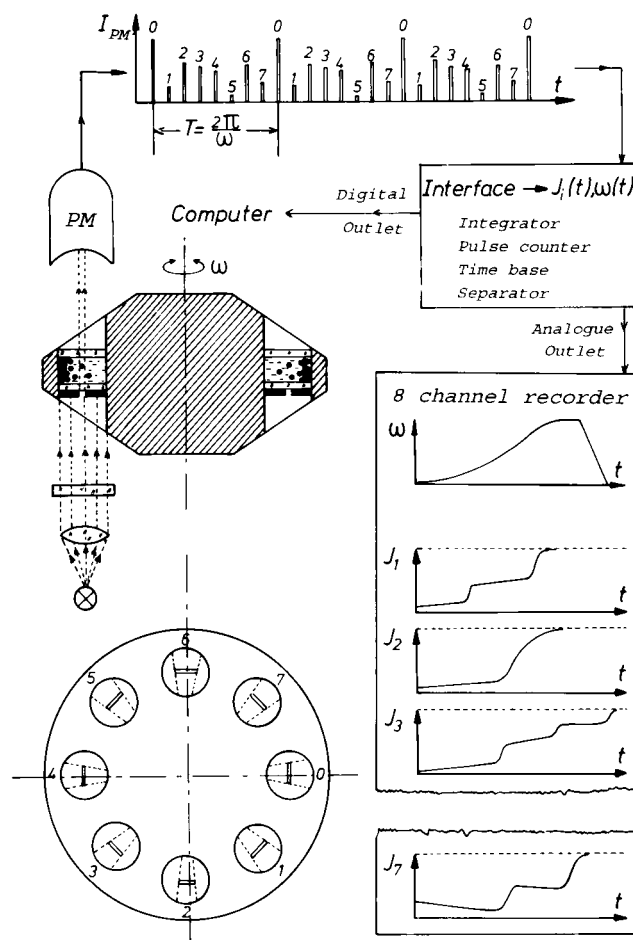 I_PM
0 1 2 3 4 5 6 7 0 1 2 3 4 5 6 7 0 1 2 3 4 5 6 7 0
t
T = 2π/ω
PM
Interface → J_i(t),ω(t)
Integrator
Pulse counter
Time base
Separator
Digital
Outlet
Computer
ω
Analogue
Outlet
8 channel recorder
ω
t
J_1
t
J_2
t
J_3
t
J_7
t
6
5
7
4
0
3
1
2